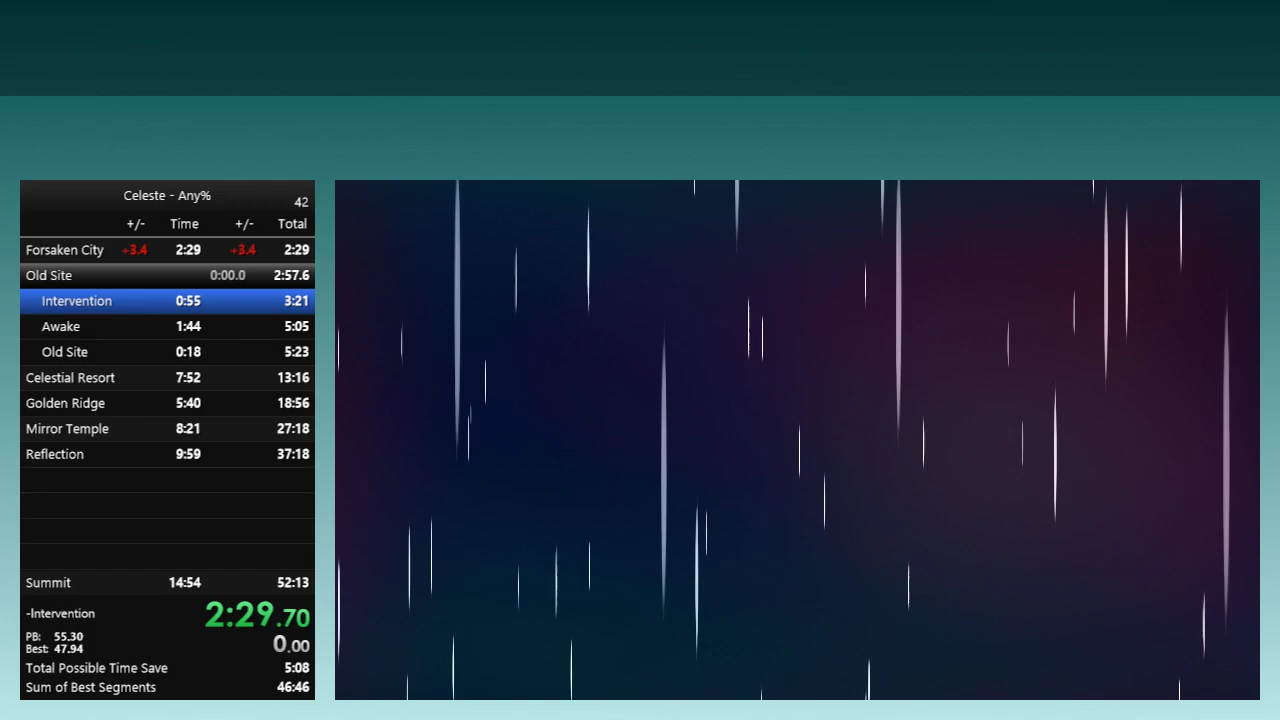 Celeste - Any%
42
+/- Time +/- Total
Forsaken City +3.4 2:29 +3.4 2:29
Old Site 0:00.0 2:57.6
Intervention 0:55 3:21
Awake 1:44 5:05
Old Site 0:18 5:23
Celestial Resort 7:52 13:16
Golden Ridge 5:40 18:56
Mirror Temple 8:21 27:18
Reflection 9:59 37:18
Summit 14:54 52:13
-Intervention 2:29.70
PB: 55.30
Best: 47.94 0.00
Total Possible Time Save 5:08
Sum of Best Segments 46:46